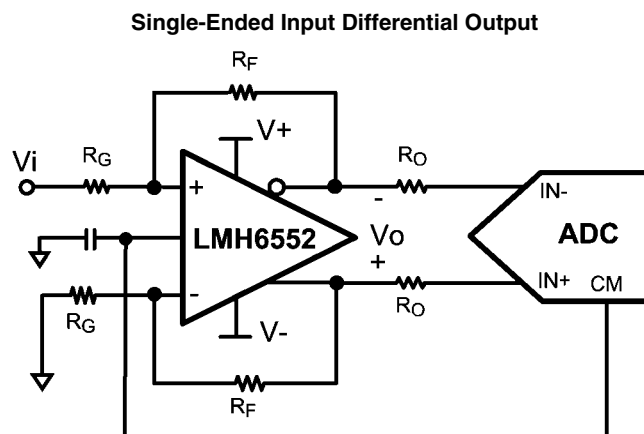 Single-Ended Input Differential Output
RF
V+
Vi
RG
RO
+
-
IN-
LMH6552
VO
ADC
+
-
IN+
CM
RG
RO
V-
RF